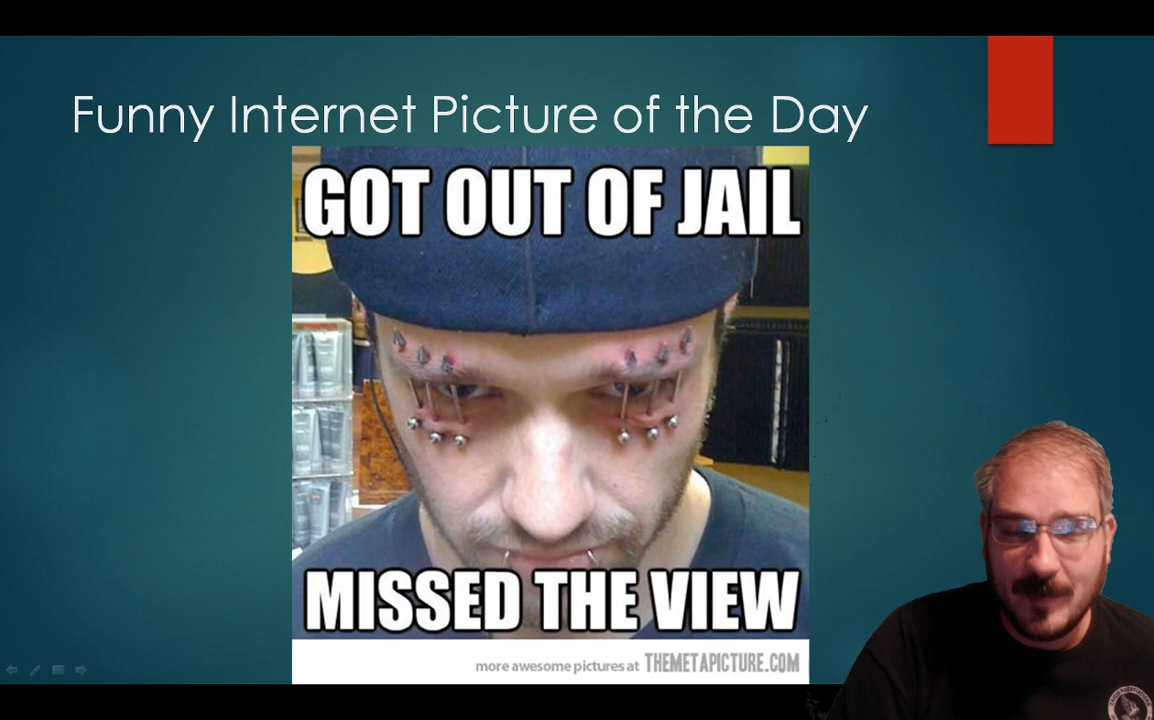 Funny Internet Picture of the Day
GOT OUT OF JAIL
MISSED THE VIEW
more awesome pictures at THEMETAPICTURE.COM